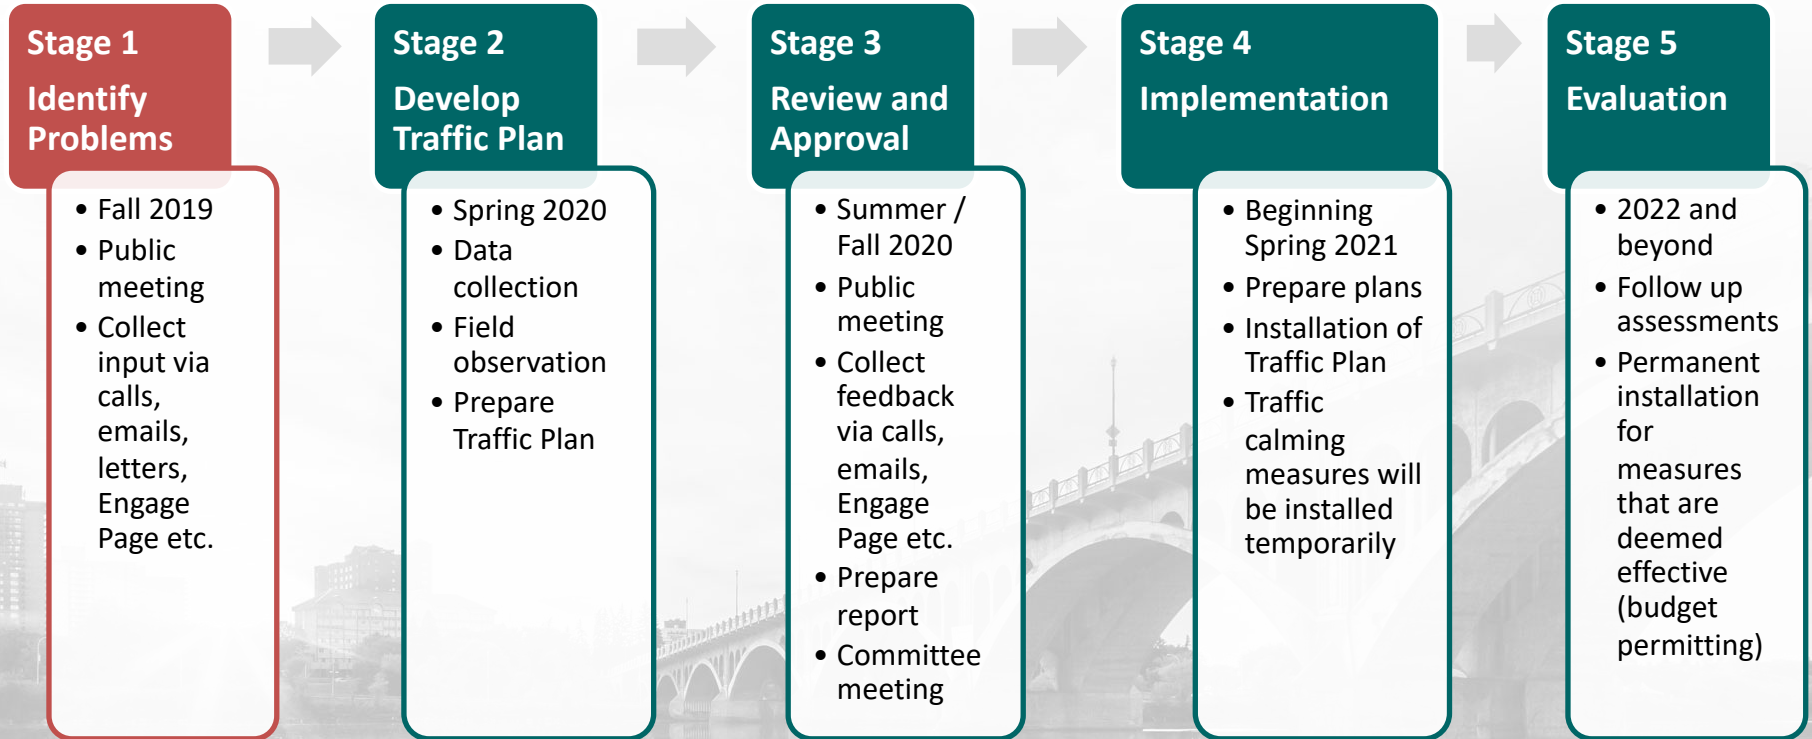 Stage 1
Identify
Problems
• Fall 2019
• Public
meeting
• Collect
input via
calls,
emails,
letters,
Engage
Page etc.
Stage 2
Develop
Traffic Plan
• Spring 2020
• Data
collection
• Field
observation
• Prepare
Traffic Plan
Stage 3
Review and
Approval
• Summer /
Fall 2020
• Public
meeting
• Collect
feedback
via calls,
emails,
Engage
Page etc.
• Prepare
report
• Committee
meeting
Stage 4
Implementation
• Beginning
Spring 2021
• Prepare plans
• Installation of
Traffic Plan
• Traffic
calming
measures will
be installed
temporarily
Stage 5
Evaluation
• 2022 and
beyond
• Follow up
assessments
• Permanent
installation
for
measures
that are
deemed
effective
(budget
permitting)